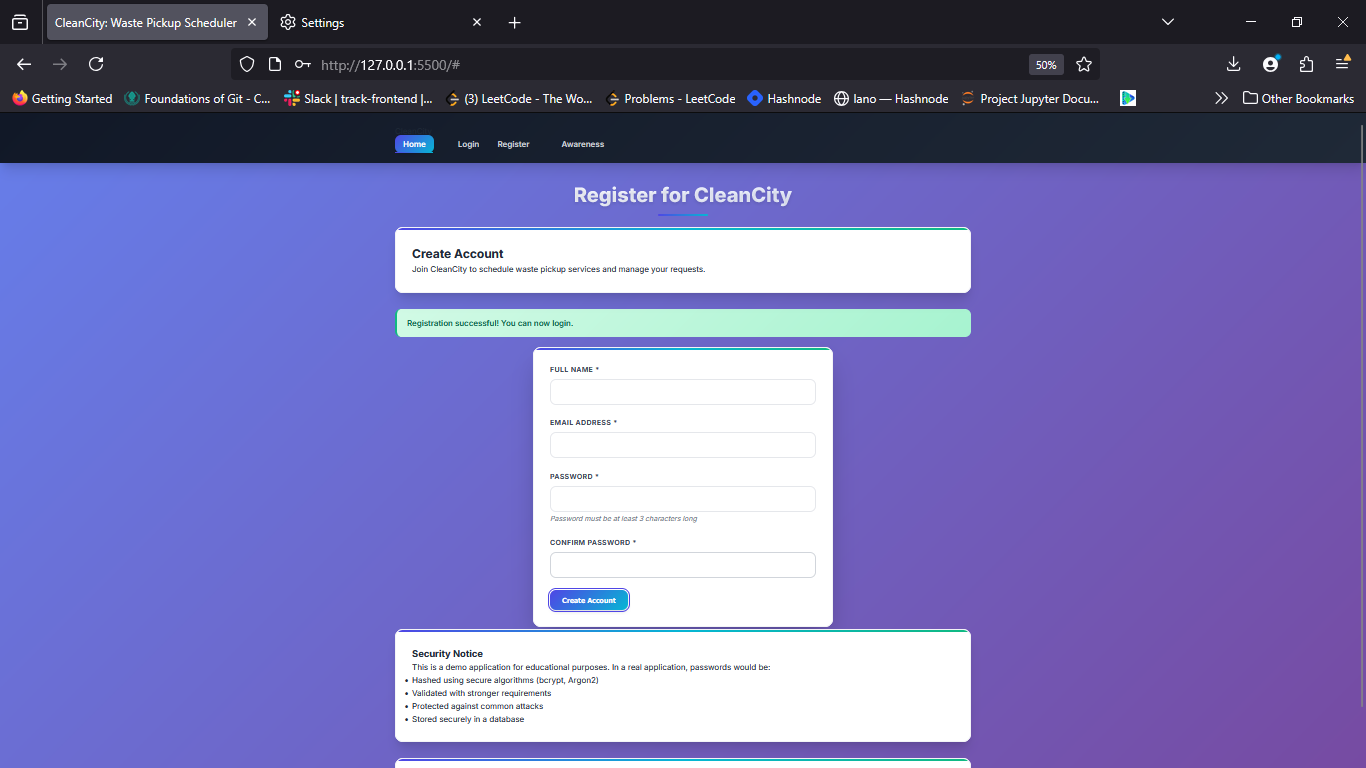 CleanCity: Waste Pickup Scheduler
Settings
http://127.0.0.1:5500/#
50%
Getting Started
Foundations of Git - C...
Slack | track-frontend |...
(3) LeetCode - The Wo...
Problems - LeetCode
Hashnode
Iano — Hashnode
Project Jupyter Docu...
Other Bookmarks
Home
Login
Register
Awareness
Register for CleanCity
Create Account
Join CleanCity to schedule waste pickup services and manage your requests.
Registration successful! You can now login.
FULL NAME *
EMAIL ADDRESS *
PASSWORD *
Password must be at least 3 characters long
CONFIRM PASSWORD *
Create Account
Security Notice
This is a demo application for educational purposes. In a real application, passwords would be:
• Hashed using secure algorithms (bcrypt, Argon2)
• Validated with stronger requirements
• Protected against common attacks
• Stored securely in a database